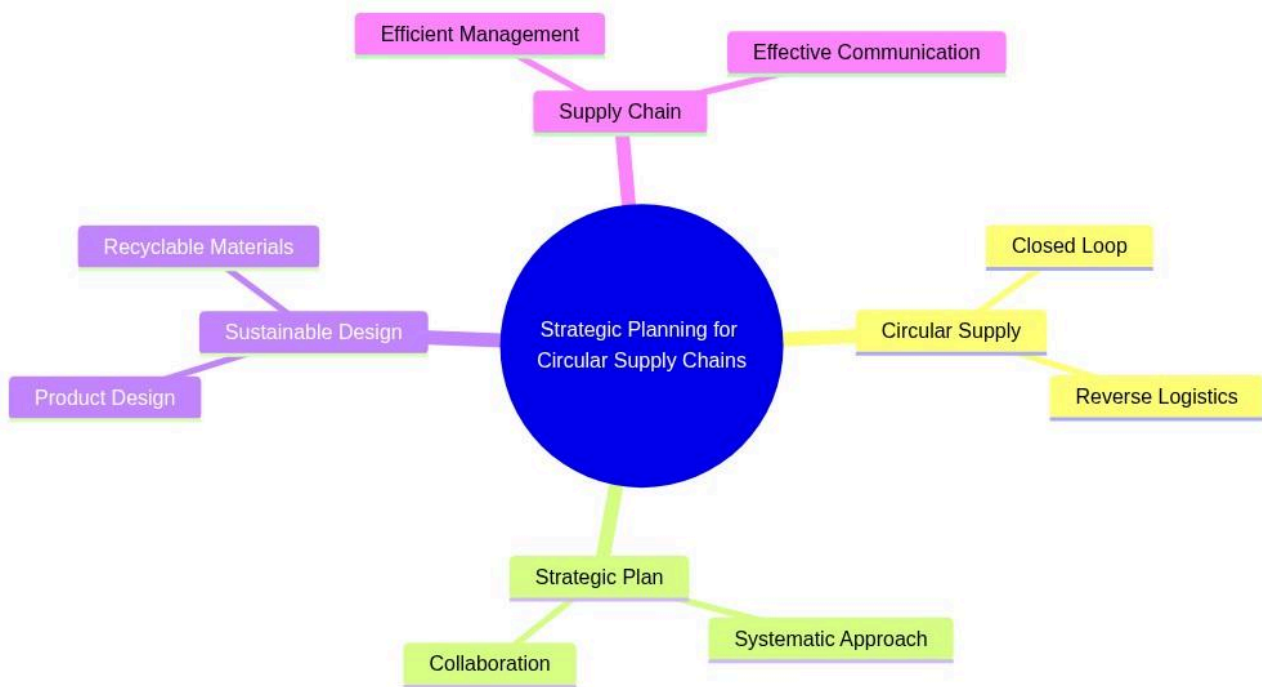 Efficient Management
Effective Communication
Supply Chain
Recyclable Materials
Closed Loop
Sustainable Design
Strategic Planning for
Circular Supply Chains
Circular Supply
Product Design
Reverse Logistics
Strategic Plan
Systematic Approach
Collaboration